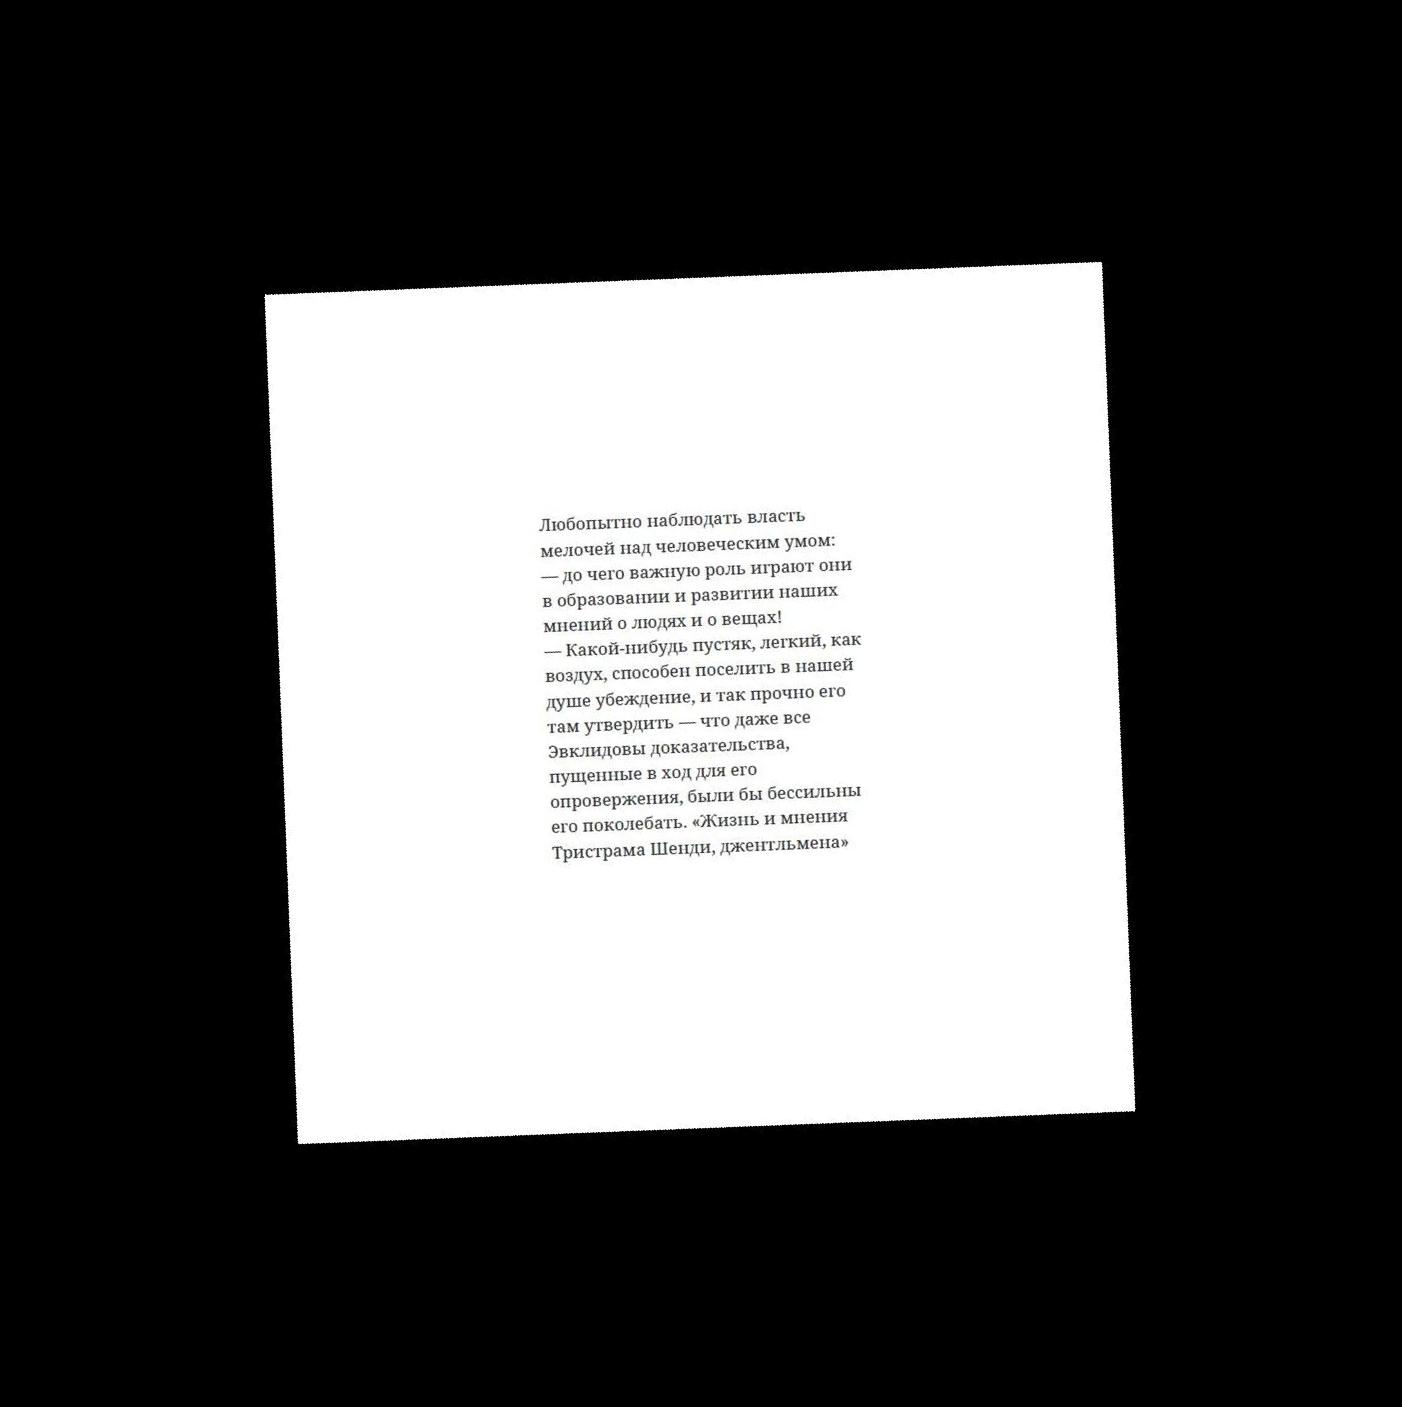 Любопытно наблюдать власть
мелочей над человеческим умом:
— до чего важную роль играют они
в образовании и развитии наших
мнений о людях и о вещах!
— Какой-нибудь пустяк, легкий, как
воздух, способен поселить в нашей
душе убеждение, и так прочно его
там утвердить — что даже все
Эвклидовы доказательства,
пущенные в ход для его
опровержения, были бы бессильны
его поколебать. «Жизнь и мнения
Тристрама Шенди, джентльмена»